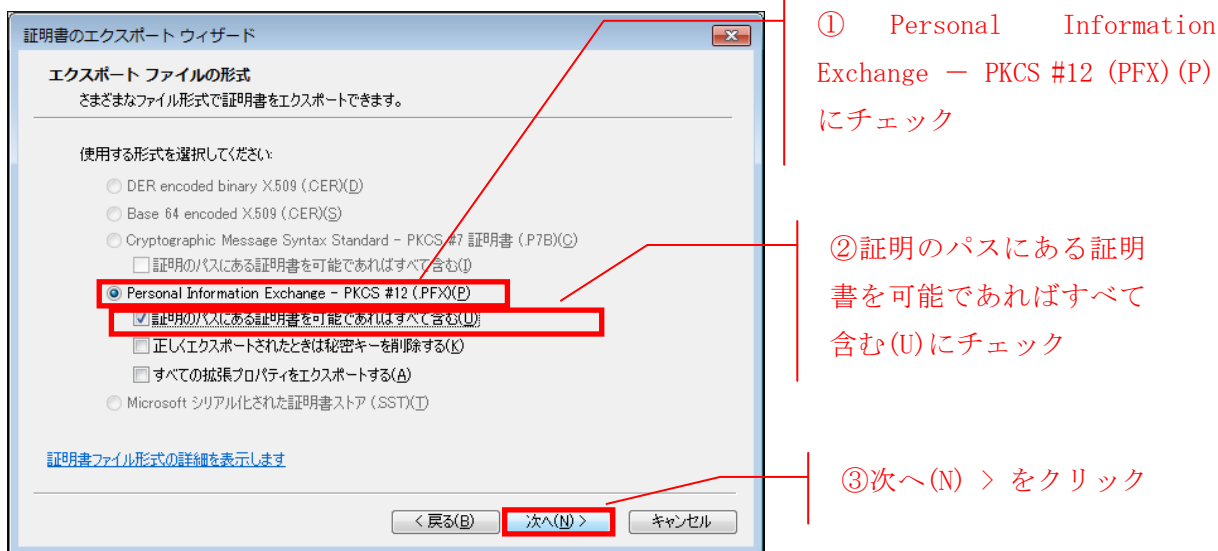 証明書のエクスポート ウィザード
エクスポート ファイルの形式
さまざまなファイル形式で証明書をエクスポートできます。
使用する形式を選択してください:
DER encoded binary X.509 (.CER)(D)
Base 64 encoded X.509 (.CER)(S)
Cryptographic Message Syntax Standard - PKCS #7 証明書 (.P7B)(C)
証明のパスにある証明書を可能であればすべて含む(I)
Personal Information Exchange - PKCS #12 (.PFX)(P)
証明のパスにある証明書を可能であればすべて含む(U)
正しくエクスポートされたときは秘密キーを削除する(K)
すべての拡張プロパティをエクスポートする(A)
Microsoft シリアル化された証明書ストア (.SST)(T)
証明書ファイル形式の詳細を表示します
< 戻る(B)
次へ(N) >
キャンセル
① Personal Information
Exchange － PKCS #12 (PFX)(P)
にチェック
②証明のパスにある証明
書を可能であればすべて
含む(U)にチェック
③次へ(N) > をクリック